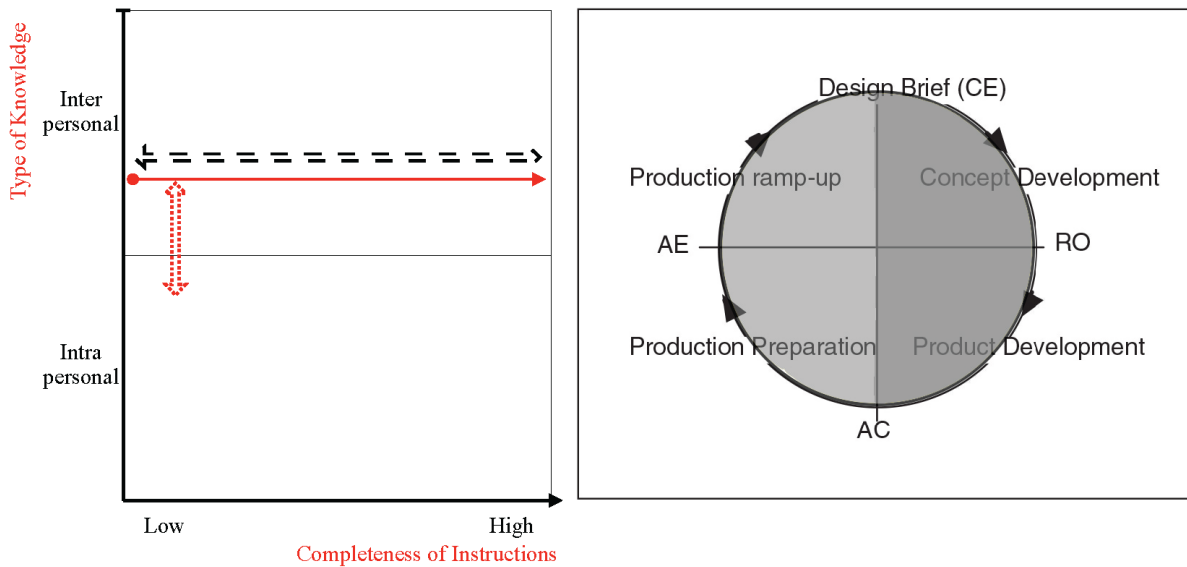 Type of Knowledge
Inter
personal
Intra
personal
Low
High
Completeness of Instructions
Design Brief (CE)
Production ramp-up
Concept Development
AE
RO
Production Preparation
Product Development
AC